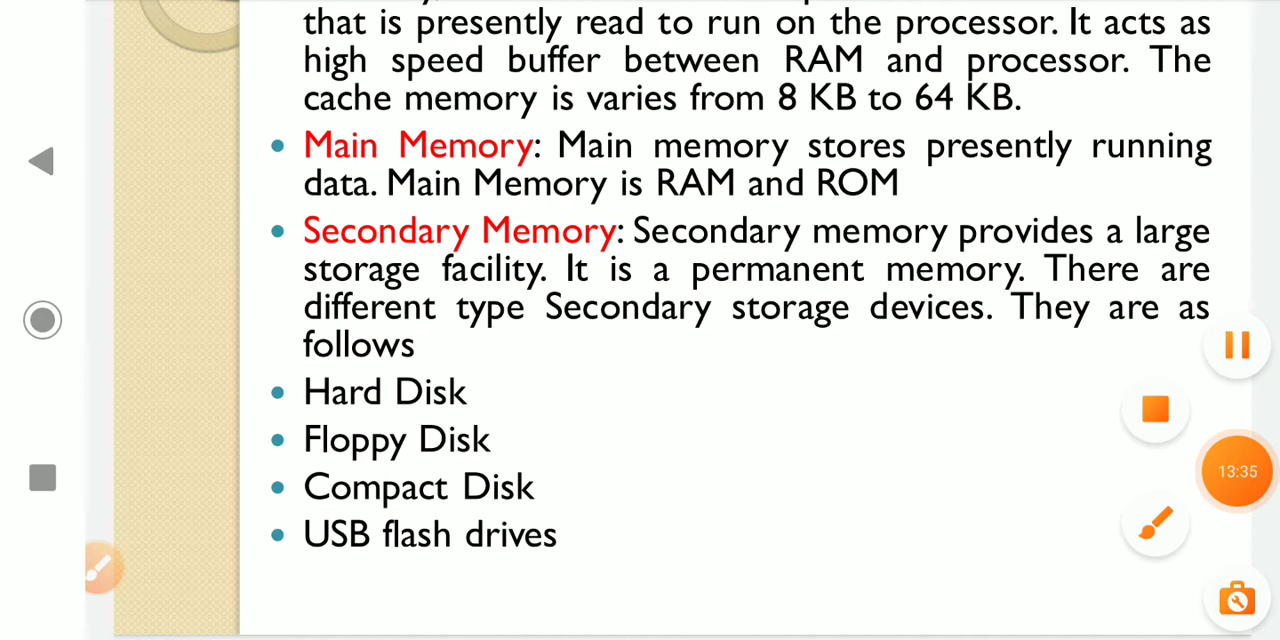 that is presently read to run on the processor. It acts as
high speed buffer between RAM and processor. The
cache memory is varies from 8 KB to 64 KB.
Main Memory: Main memory stores presently running
data. Main Memory is RAM and ROM
Secondary Memory: Secondary memory provides a large
storage facility. It is a permanent memory. There are
different type Secondary storage devices. They are as
follows
Hard Disk
Floppy Disk
Compact Disk
USB flash drives
13:35